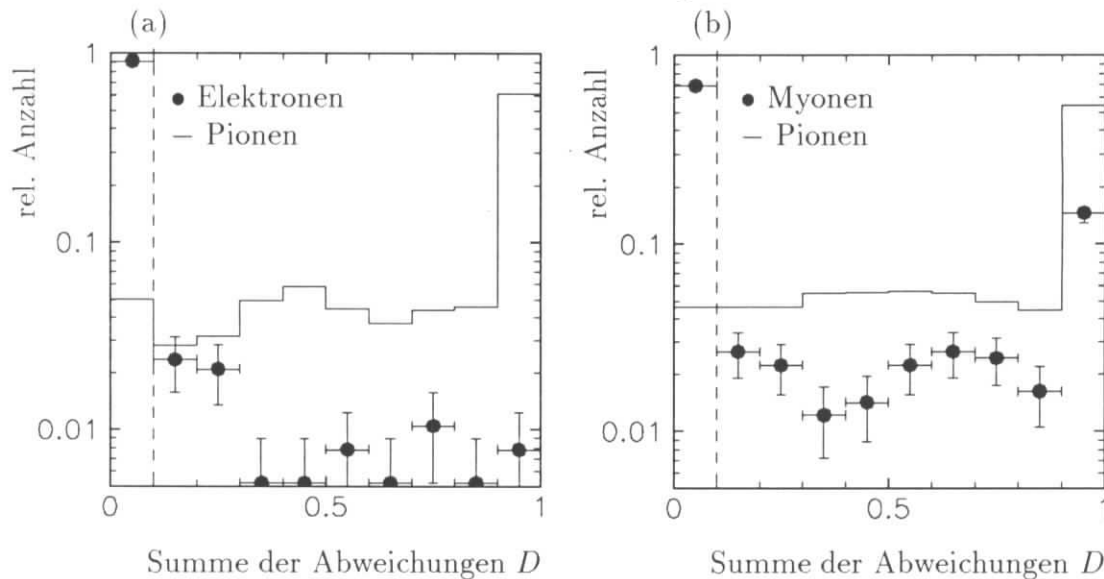 (a)
rel. Anzahl
1
0.1
0.01
● Elektronen
— Pionen
0
0.5
1
Summe der Abweichungen D
(b)
rel. Anzahl
1
0.1
0.01
● Myonen
— Pionen
0
0.5
1
Summe der Abweichungen D